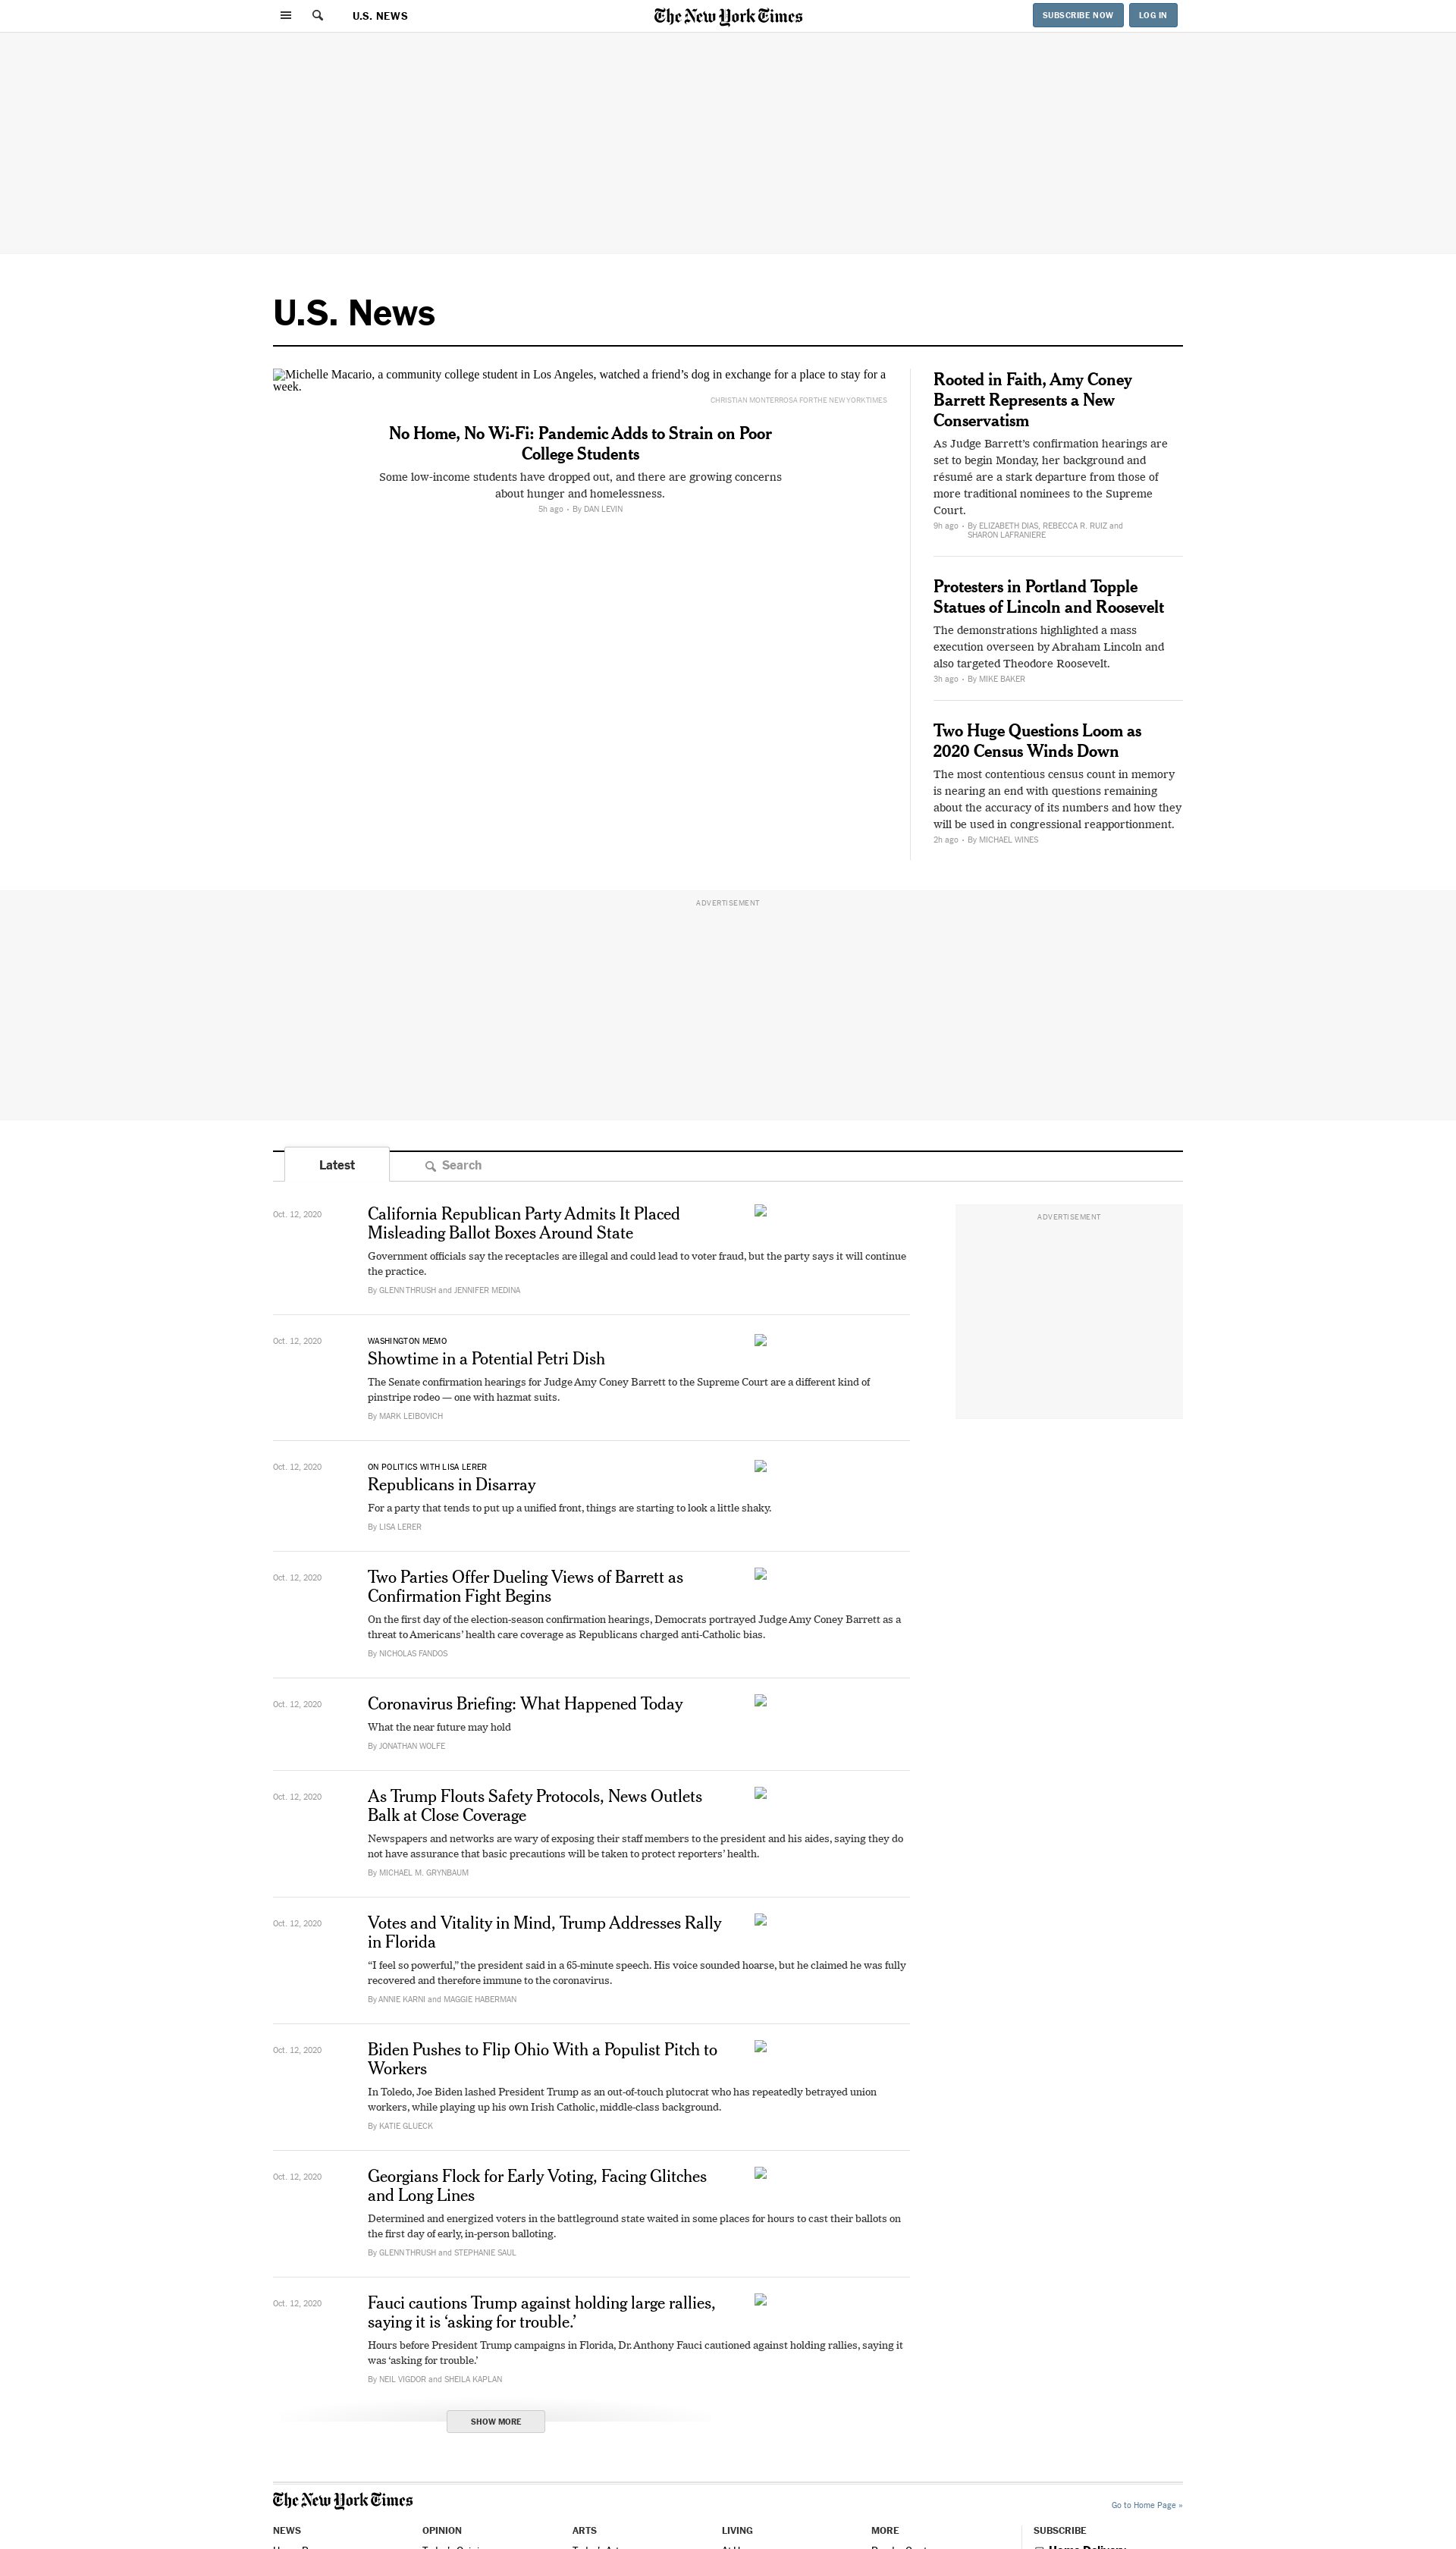 U.S. NEWS
The New York Times
SUBSCRIBE NOW
LOG IN
U.S. News
Michelle Macario, a community college student in Los Angeles, watched a friend’s dog in exchange for a place to stay for a
week.
CHRISTIAN MONTERROSA FOR THE NEW YORK TIMES
No Home, No Wi-Fi: Pandemic Adds to Strain on Poor
College Students
Some low-income students have dropped out, and there are growing concerns
about hunger and homelessness.
5h ago • By DAN LEVIN
Rooted in Faith, Amy Coney
Barrett Represents a New
Conservatism
As Judge Barrett’s confirmation hearings are
set to begin Monday, her background and
résumé are a stark departure from those of
more traditional nominees to the Supreme
Court.
9h ago • By ELIZABETH DIAS, REBECCA R. RUIZ and
SHARON LAFRANIERE
Protesters in Portland Topple
Statues of Lincoln and Roosevelt
The demonstrations highlighted a mass
execution overseen by Abraham Lincoln and
also targeted Theodore Roosevelt.
3h ago • By MIKE BAKER
Two Huge Questions Loom as
2020 Census Winds Down
The most contentious census count in memory
is nearing an end with questions remaining
about the accuracy of its numbers and how they
will be used in congressional reapportionment.
2h ago • By MICHAEL WINES
ADVERTISEMENT
Latest
Search
Oct. 12, 2020
California Republican Party Admits It Placed
Misleading Ballot Boxes Around State
Government officials say the receptacles are illegal and could lead to voter fraud, but the party says it will continue
the practice.
By GLENN THRUSH and JENNIFER MEDINA
ADVERTISEMENT
Oct. 12, 2020
WASHINGTON MEMO
Showtime in a Potential Petri Dish
The Senate confirmation hearings for Judge Amy Coney Barrett to the Supreme Court are a different kind of
pinstripe rodeo — one with hazmat suits.
By MARK LEIBOVICH
Oct. 12, 2020
ON POLITICS WITH LISA LERER
Republicans in Disarray
For a party that tends to put up a unified front, things are starting to look a little shaky.
By LISA LERER
Oct. 12, 2020
Two Parties Offer Dueling Views of Barrett as
Confirmation Fight Begins
On the first day of the election-season confirmation hearings, Democrats portrayed Judge Amy Coney Barrett as a
threat to Americans’ health care coverage as Republicans charged anti-Catholic bias.
By NICHOLAS FANDOS
Oct. 12, 2020
Coronavirus Briefing: What Happened Today
What the near future may hold
By JONATHAN WOLFE
Oct. 12, 2020
As Trump Flouts Safety Protocols, News Outlets
Balk at Close Coverage
Newspapers and networks are wary of exposing their staff members to the president and his aides, saying they do
not have assurance that basic precautions will be taken to protect reporters’ health.
By MICHAEL M. GRYNBAUM
Oct. 12, 2020
Votes and Vitality in Mind, Trump Addresses Rally
in Florida
“I feel so powerful,” the president said in a 65-minute speech. His voice sounded hoarse, but he claimed he was fully
recovered and therefore immune to the coronavirus.
By ANNIE KARNI and MAGGIE HABERMAN
Oct. 12, 2020
Biden Pushes to Flip Ohio With a Populist Pitch to
Workers
In Toledo, Joe Biden lashed President Trump as an out-of-touch plutocrat who has repeatedly betrayed union
workers, while playing up his own Irish Catholic, middle-class background.
By KATIE GLUECK
Oct. 12, 2020
Georgians Flock for Early Voting, Facing Glitches
and Long Lines
Determined and energized voters in the battleground state waited in some places for hours to cast their ballots on
the first day of early, in-person balloting.
By GLENN THRUSH and STEPHANIE SAUL
Oct. 12, 2020
Fauci cautions Trump against holding large rallies,
saying it is ‘asking for trouble.’
Hours before President Trump campaigns in Florida, Dr. Anthony Fauci cautioned against holding rallies, saying it
was ‘asking for trouble.’
By NEIL VIGDOR and SHEILA KAPLAN
SHOW MORE
The New York Times
Go to Home Page »
NEWS
OPINION
ARTS
LIVING
MORE
SUBSCRIBE